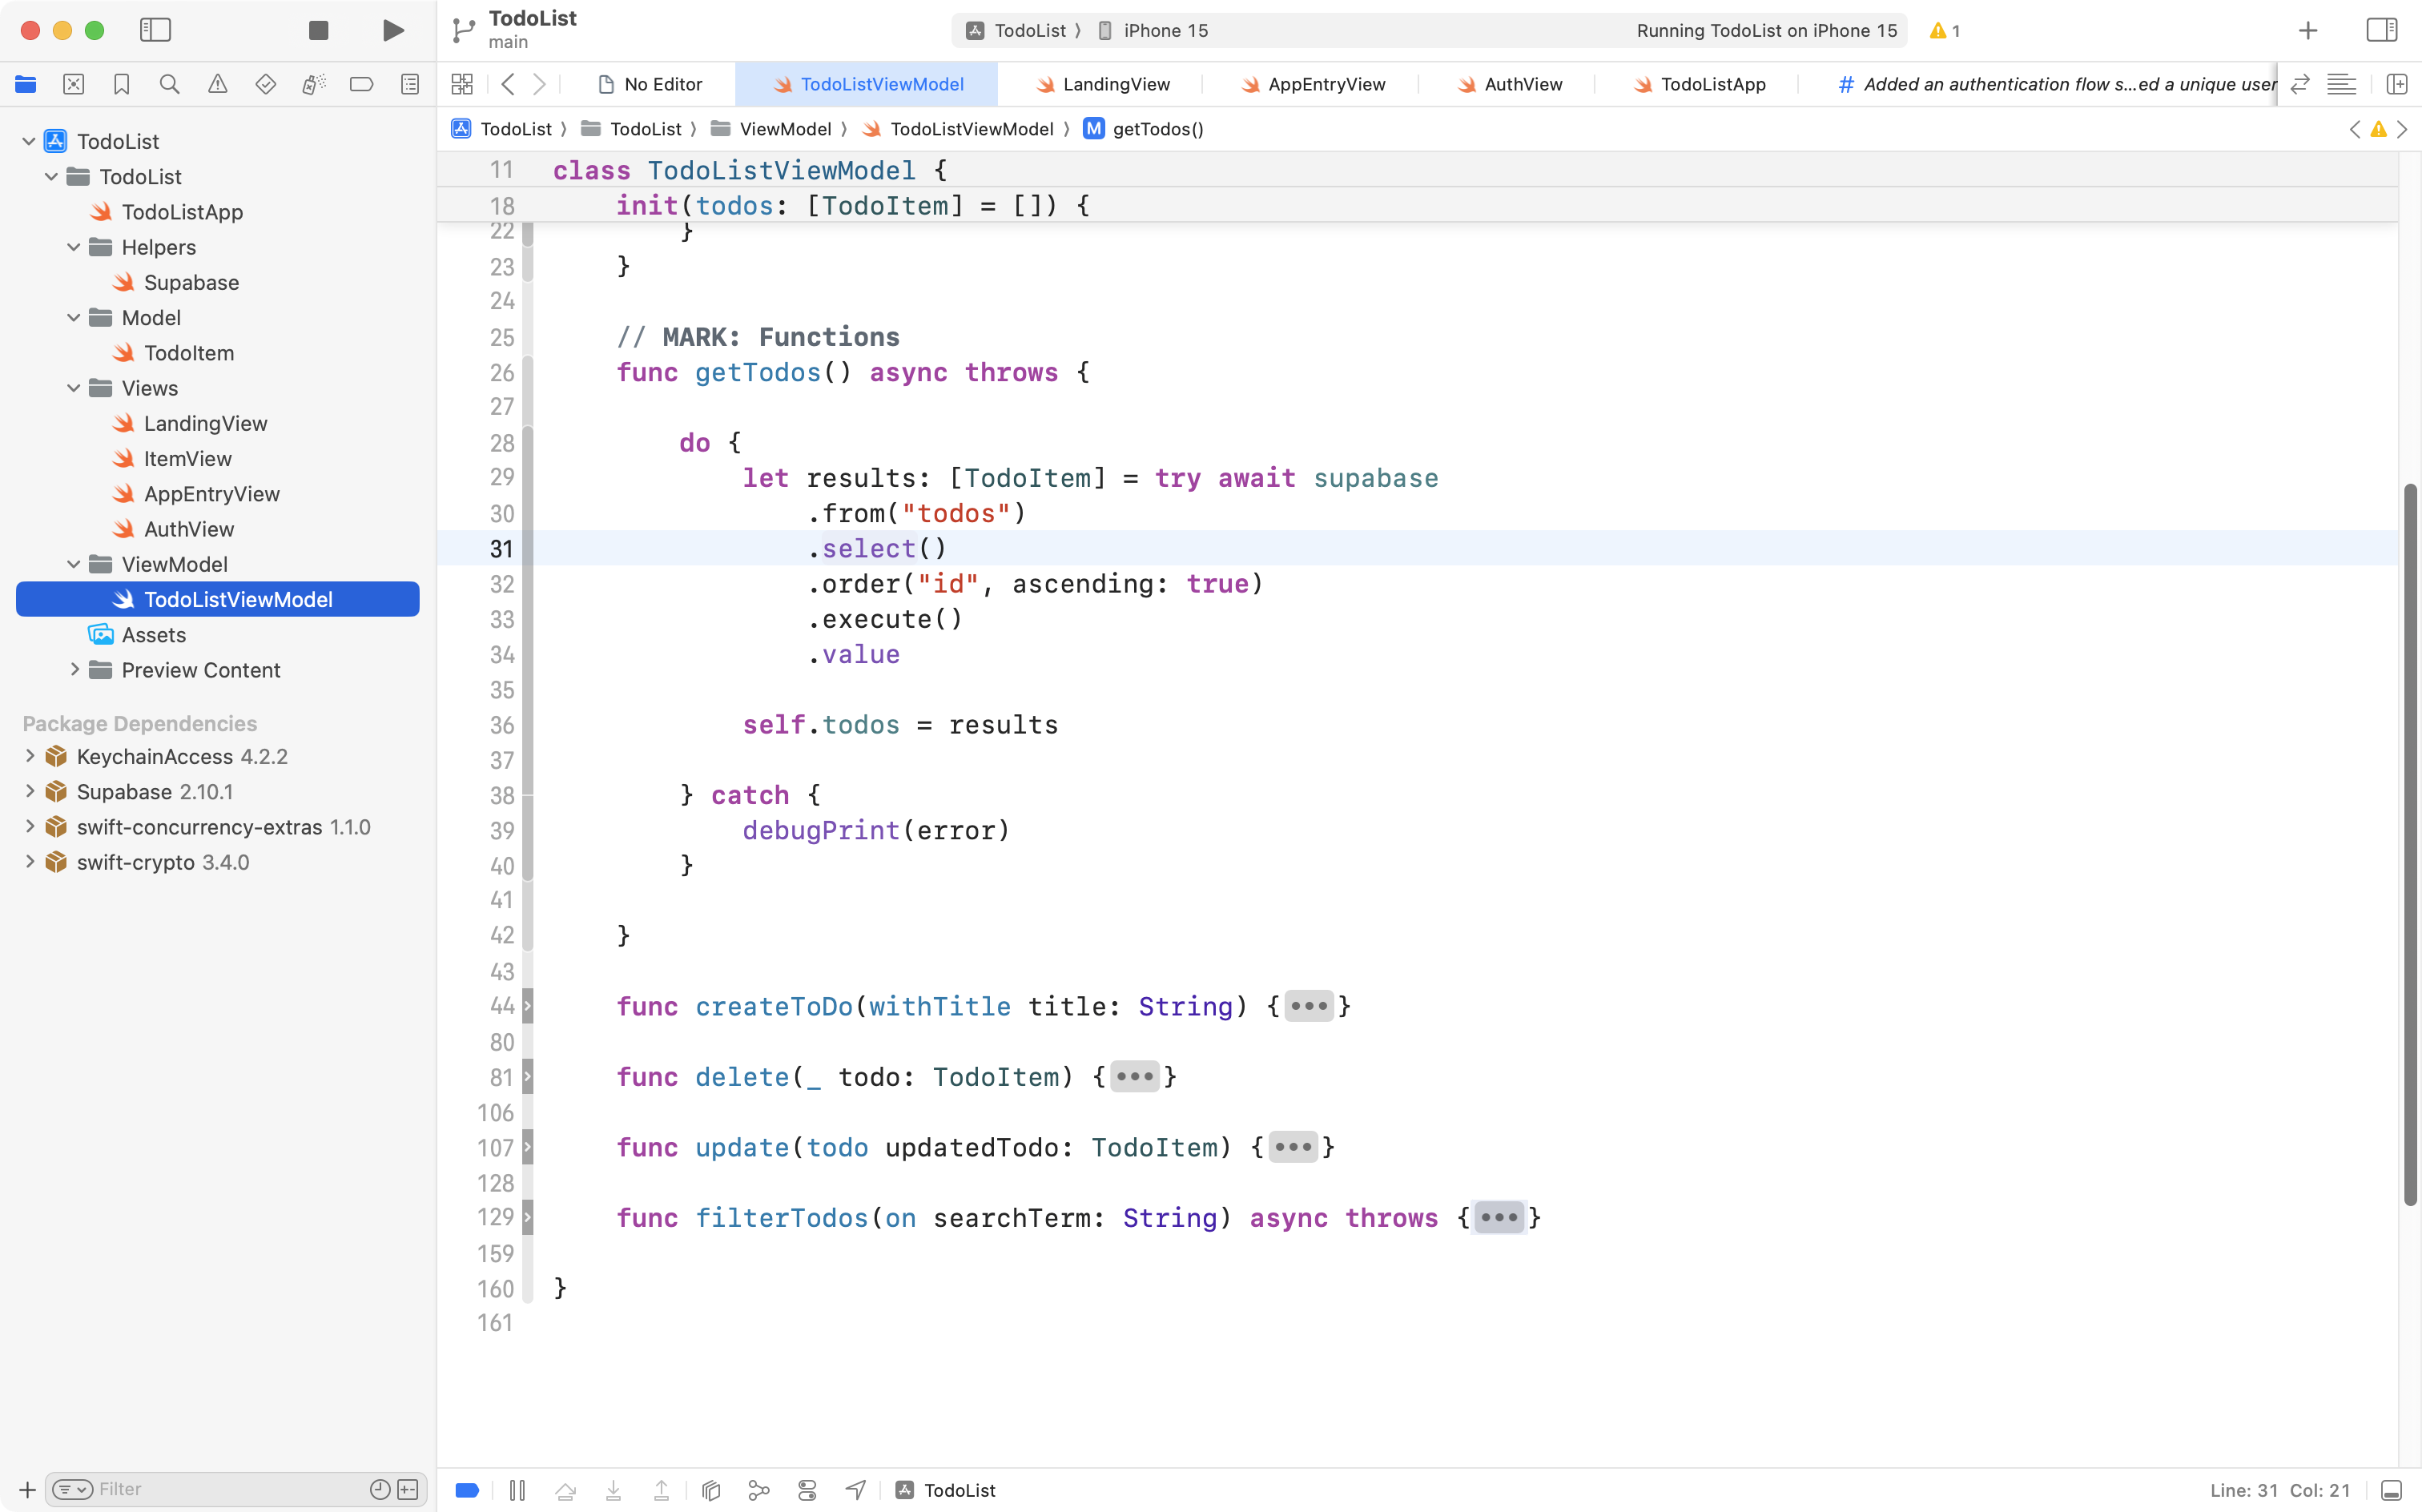 TodoList
main
TodoList 〉 iPhone 15
Running TodoList on iPhone 15
1
No Editor
TodoListViewModel
LandingView
AppEntryView
AuthView
TodoListApp
# Added an authentication flow s...ed a unique user
TodoList 〉 TodoList 〉 ViewModel 〉 TodoListViewModel 〉 M getTodos()
TodoList
TodoList
TodoListApp
Helpers
Supabase
Model
TodoItem
Views
LandingView
ItemView
AppEntryView
AuthView
ViewModel
TodoListViewModel
Assets
Preview Content
Package Dependencies
KeychainAccess 4.2.2
Supabase 2.10.1
swift-concurrency-extras 1.1.0
swift-crypto 3.4.0
Filter
11 class TodoListViewModel {
18 init(todos: [TodoItem] = []) {
22 }
23 }
24
25 // MARK: Functions
26 func getTodos() async throws {
27
28 do {
29 let results: [TodoItem] = try await supabase
30 .from("todos")
31 .select()
32 .order("id", ascending: true)
33 .execute()
34 .value
35
36 self.todos = results
37
38 } catch {
39 debugPrint(error)
40 }
41
42 }
43
44 func createToDo(withTitle title: String) {•••}
80
81 func delete(_ todo: TodoItem) {•••}
106
107 func update(todo updatedTodo: TodoItem) {•••}
128
129 func filterTodos(on searchTerm: String) async throws {•••}
159
160 }
161
TodoList
Line: 31 Col: 21